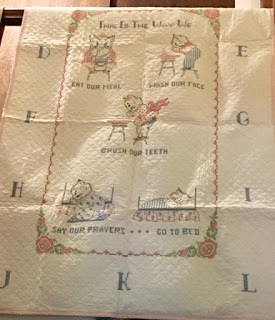 THIS IS THE WAY WE
D E
EAT OUR MEAL WASH OUR FACE
F G
BRUSH OUR TEETH
H I
SAY OUR PRAYERS • • • GO TO BED
J K L